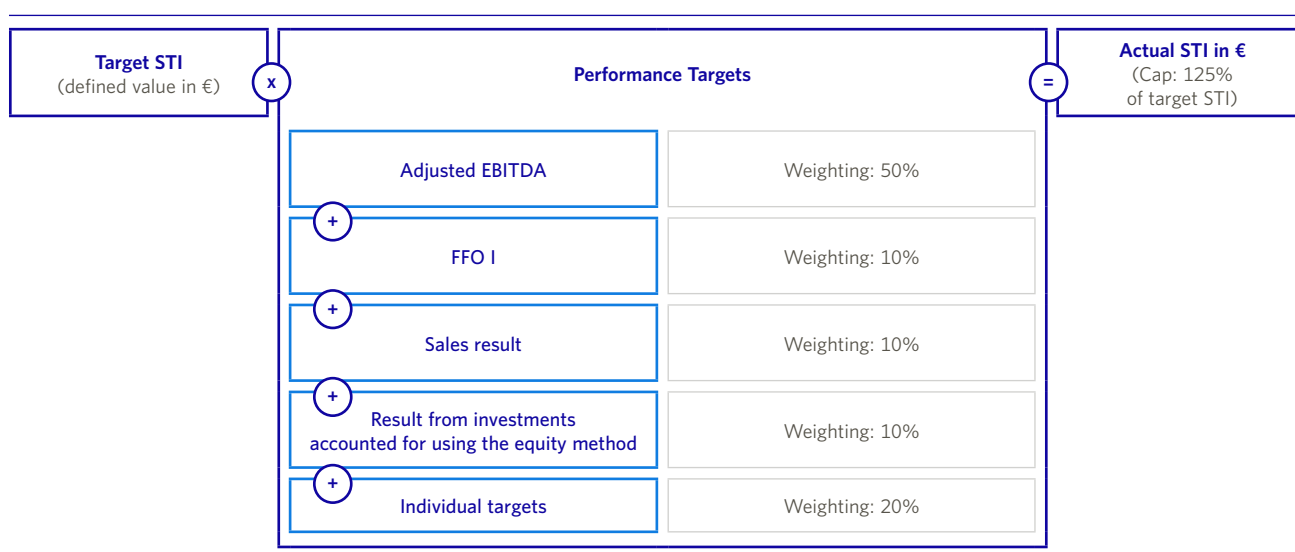 Target STI
(defined value in €)
x
Performance Targets
=
Actual STI in €
(Cap: 125%
of target STI)
Adjusted EBITDA
Weighting: 50%
+
FFO I
Weighting: 10%
+
Sales result
Weighting: 10%
+
Result from investments
accounted for using the equity method
Weighting: 10%
+
Individual targets
Weighting: 20%